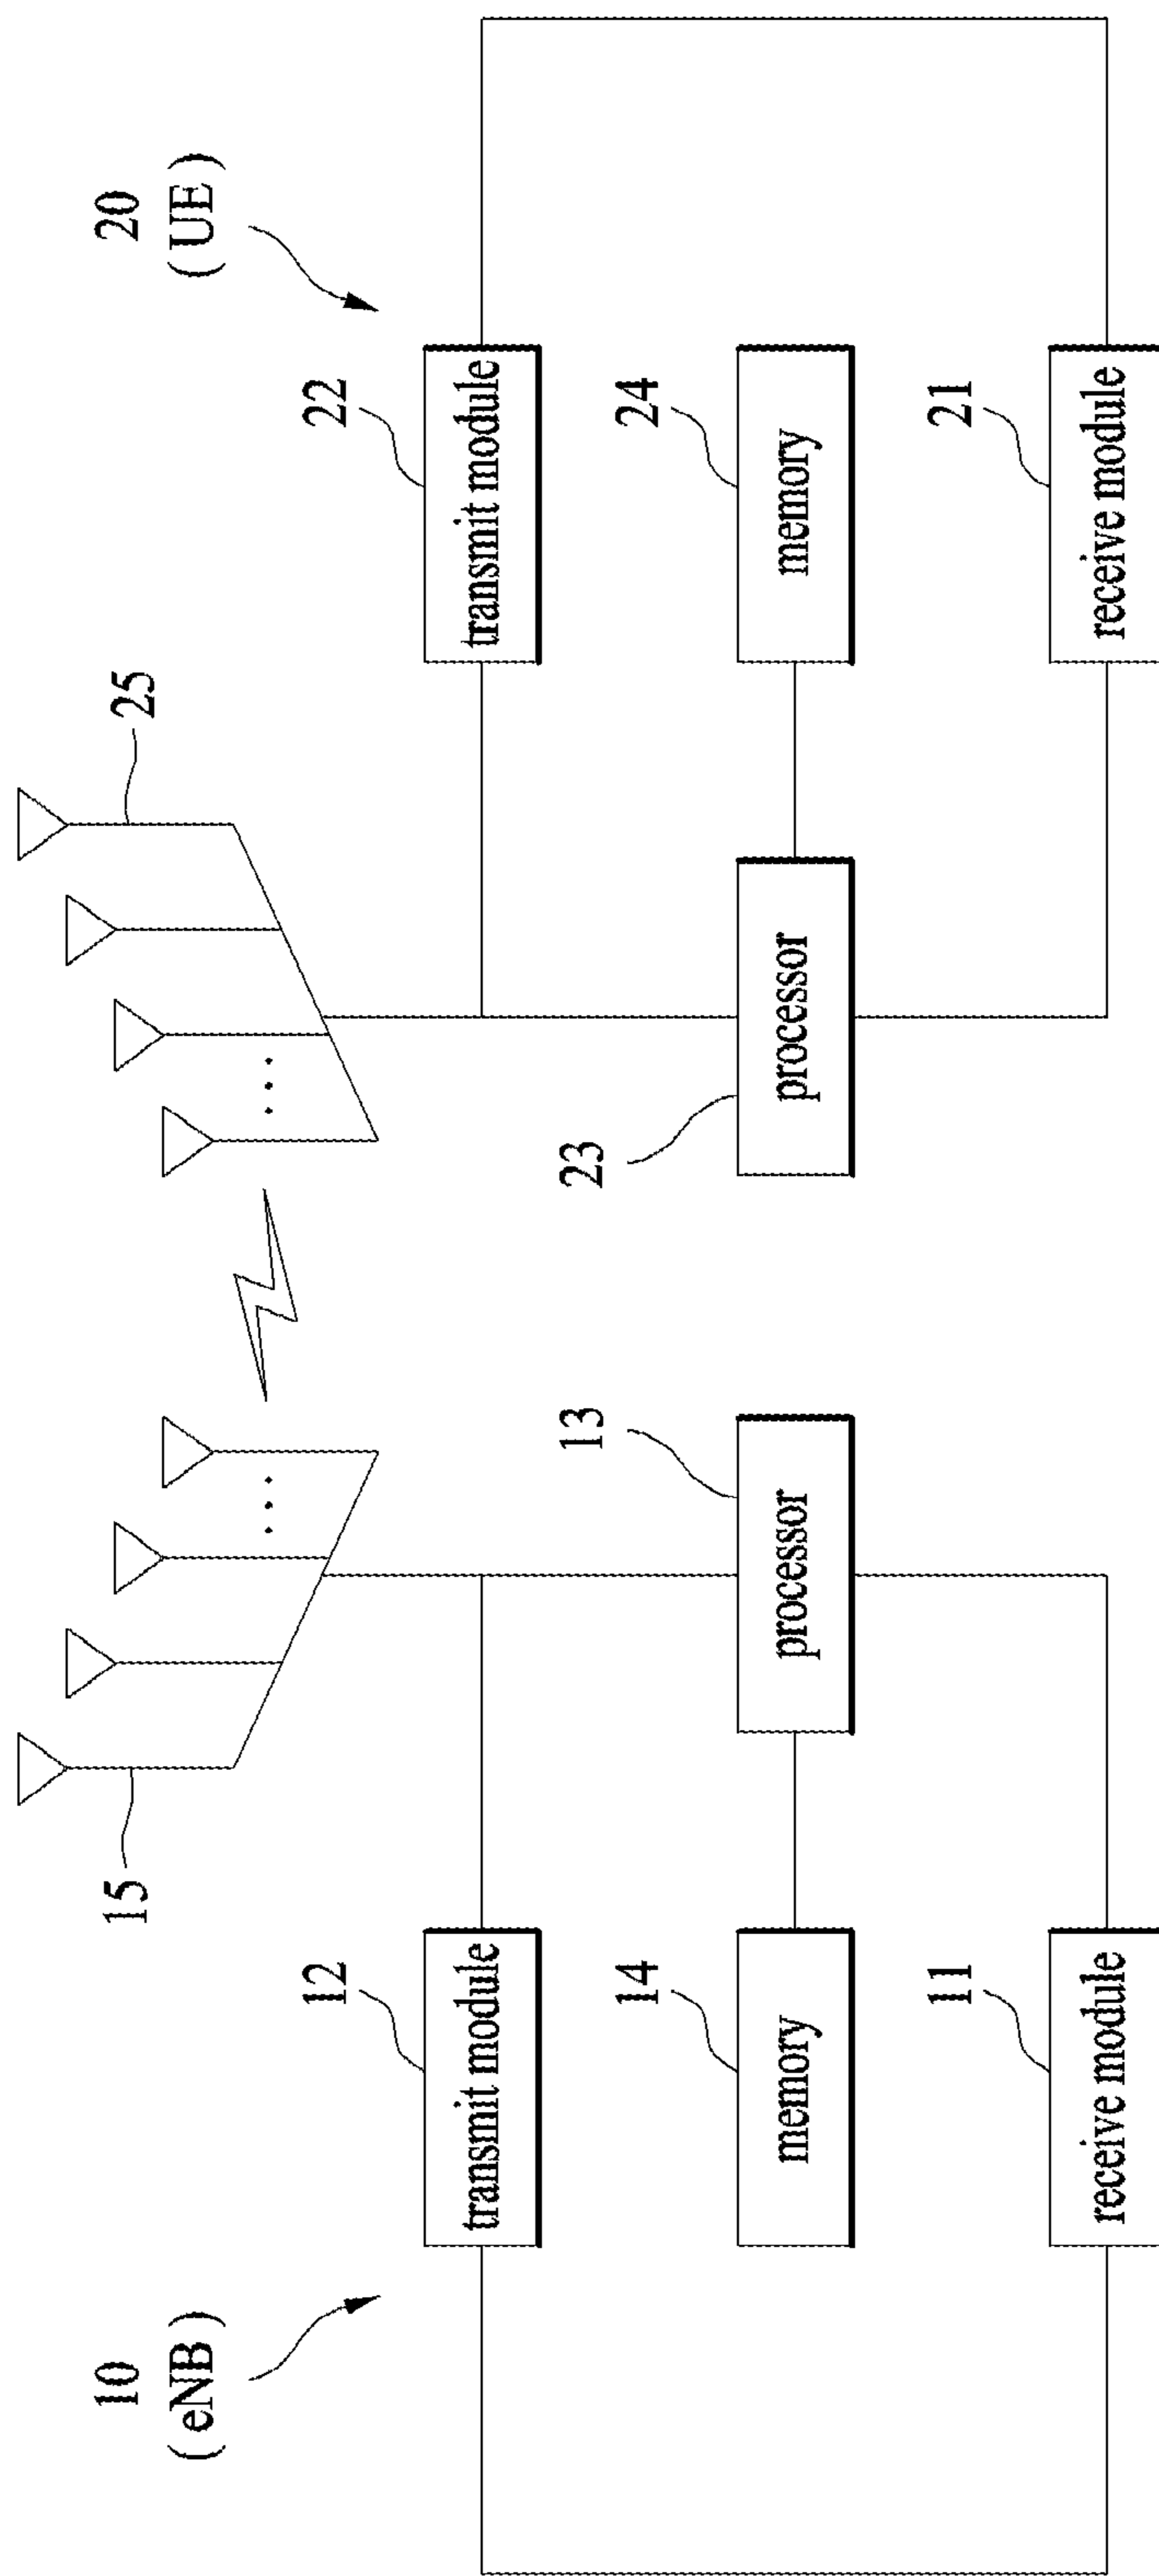 10
( eNB )
20
( UE )
15
25
12
transmit module
22
transmit module
14
memory
13
processor
23
processor
24
memory
11
receive module
21
receive module